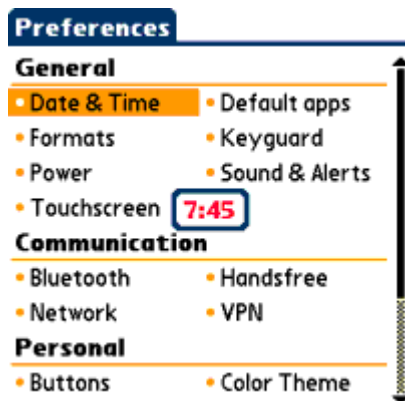 Preferences
General
• Date & Time • Default apps
• Formats • Keyguard
• Power • Sound & Alerts
• Touchscreen 7:45
Communication
• Bluetooth • Handsfree
• Network • VPN
Personal
• Buttons • Color Theme